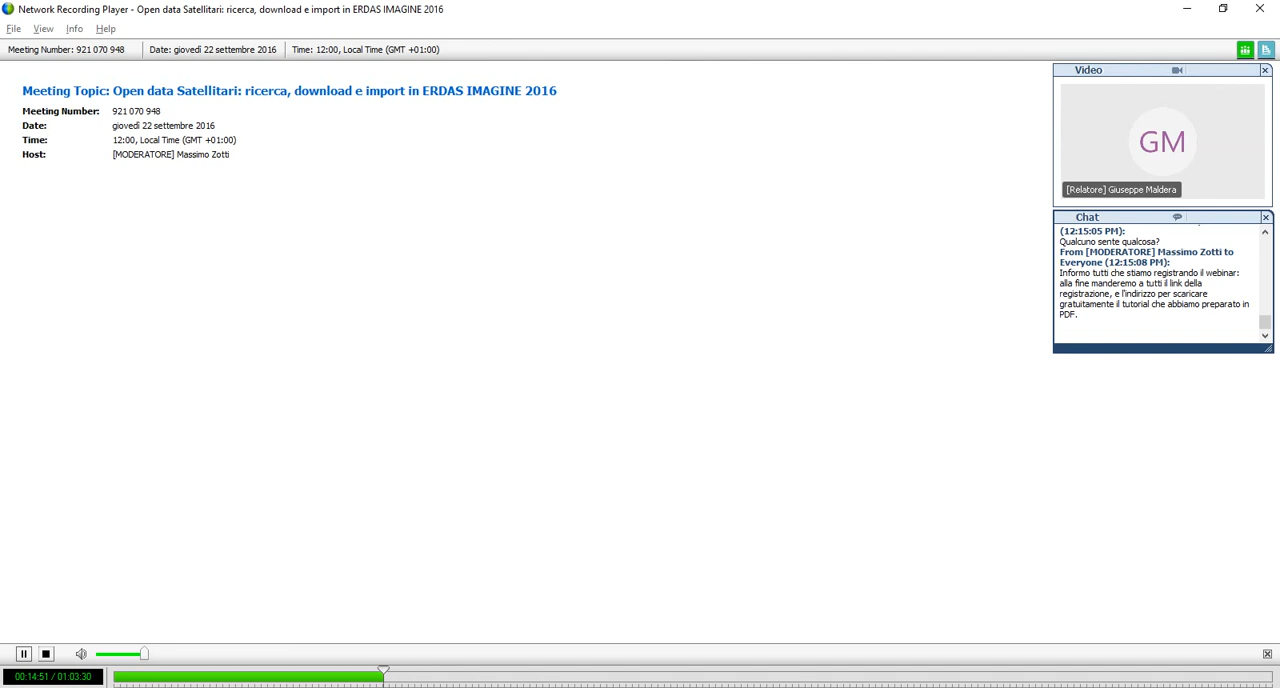 Network Recording Player - Open data Satellitari: ricerca, download e import in ERDAS IMAGINE 2016
File View Info Help
Meeting Number: 921 070 948 Date: giovedì 22 settembre 2016 Time: 12:00, Local Time (GMT +01:00)
Meeting Topic: Open data Satellitari: ricerca, download e import in ERDAS IMAGINE 2016
Meeting Number: 921 070 948
Date: giovedì 22 settembre 2016
Time: 12:00, Local Time (GMT +01:00)
Host: [MODERATORE] Massimo Zotti
Video
GM
[Relatore] Giuseppe Maldera
Chat
(12:15:05 PM):
Qualcuno sente qualcosa?
From [MODERATORE] Massimo Zotti to
Everyone (12:15:08 PM):
Informo tutti che stiamo registrando il webinar:
alla fine manderemo a tutti il link della
registrazione, e l'indirizzo per scaricare
gratuitamente il tutorial che abbiamo preparato in
PDF.
00:14:51 / 01:03:30